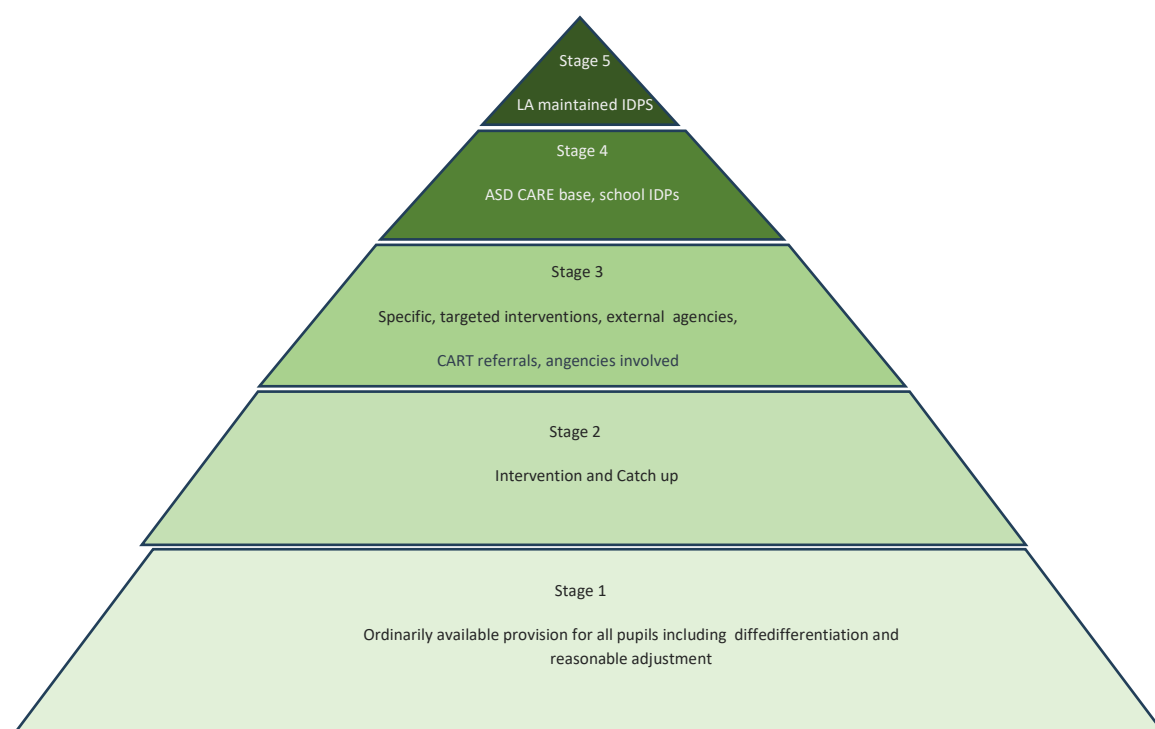 Stage 5
LA maintained IDPS
Stage 4
ASD CARE base, school IDPs
Stage 3
Specific, targeted interventions, external  agencies,
CART referrals, angencies involved
Stage 2
Intervention and Catch up
Stage 1
Ordinarily available provision for all pupils including  diffedifferentiation and
reasonable adjustment